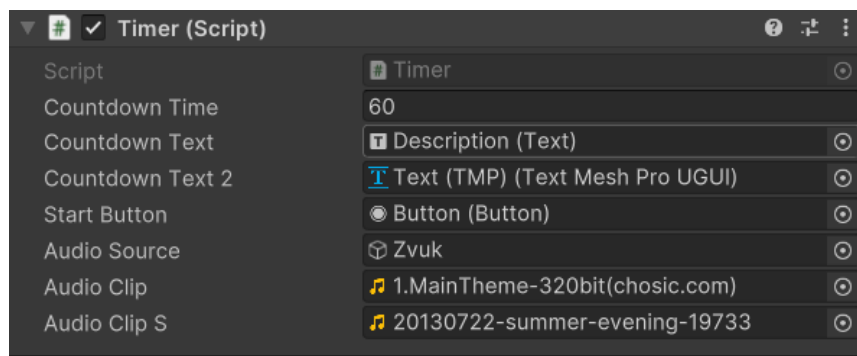 Timer (Script)
Script # Timer
Countdown Time 60
Countdown Text Description (Text)
Countdown Text 2 Text (TMP) (Text Mesh Pro UGUI)
Start Button Button (Button)
Audio Source Zvuk
Audio Clip 1.MainTheme-320bit(chosic.com)
Audio Clip S 20130722-summer-evening-19733